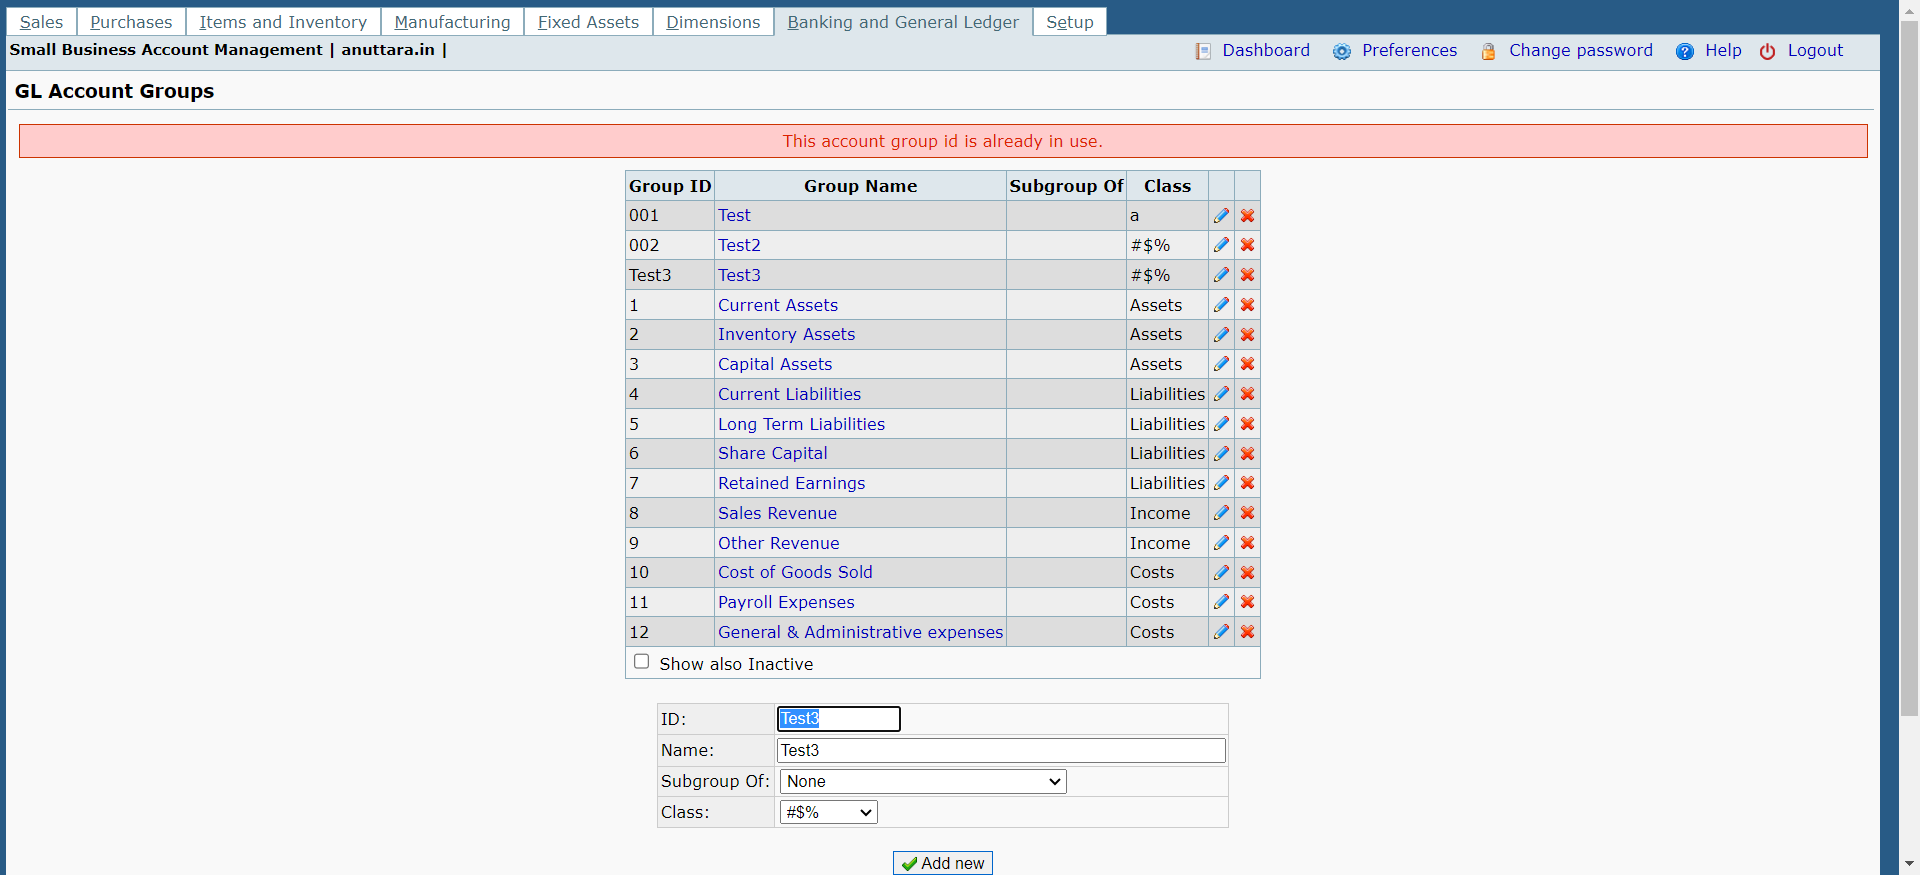 Sales Purchases Items and Inventory Manufacturing Fixed Assets Dimensions Banking and General Ledger Setup
Small Business Account Management | anuttara.in | Dashboard Preferences Change password Help Logout
GL Account Groups
This account group id is already in use.
Group ID Group Name Subgroup Of Class
001 Test a
002 Test2 #$%
Test3 Test3 #$%
1 Current Assets Assets
2 Inventory Assets Assets
3 Capital Assets Assets
4 Current Liabilities Liabilities
5 Long Term Liabilities Liabilities
6 Share Capital Liabilities
7 Retained Earnings Liabilities
8 Sales Revenue Income
9 Other Revenue Income
10 Cost of Goods Sold Costs
11 Payroll Expenses Costs
12 General & Administrative expenses Costs
Show also Inactive
ID: Test3
Name: Test3
Subgroup Of: None
Class: #$%
Add new